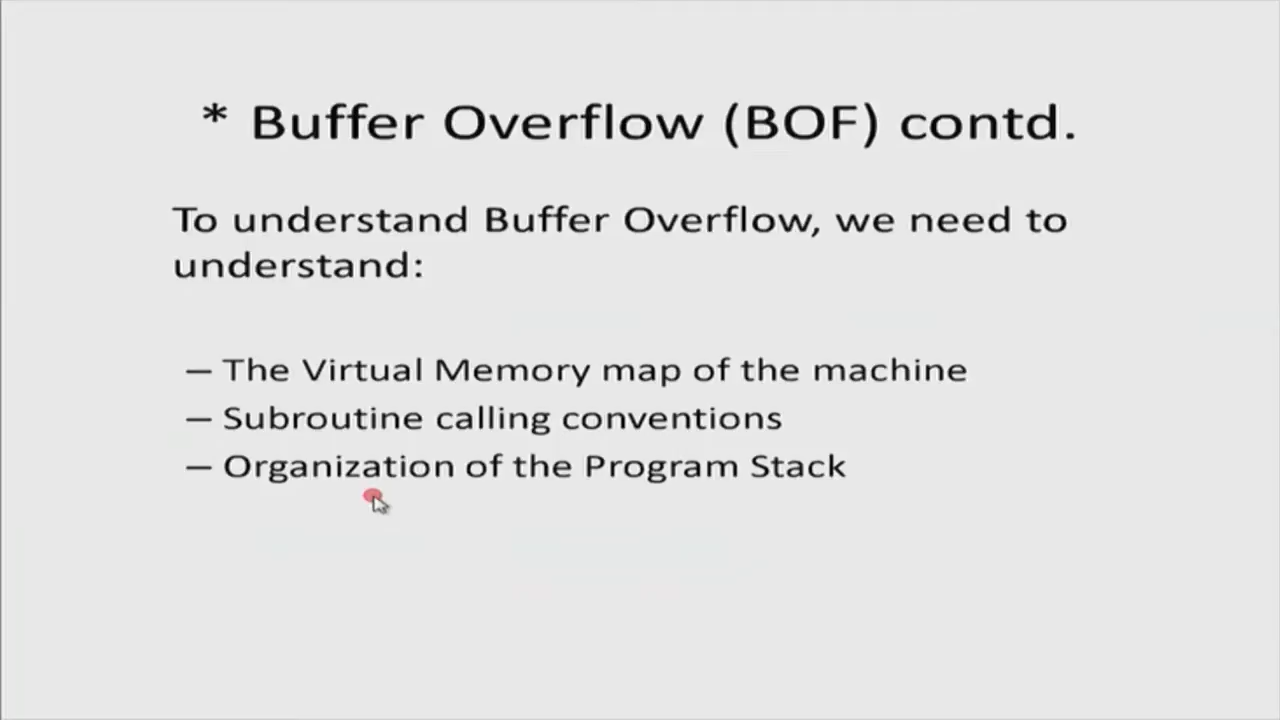 * Buffer Overflow (BOF) contd.
To understand Buffer Overflow, we need to
understand:
– The Virtual Memory map of the machine
– Subroutine calling conventions
– Organization of the Program Stack